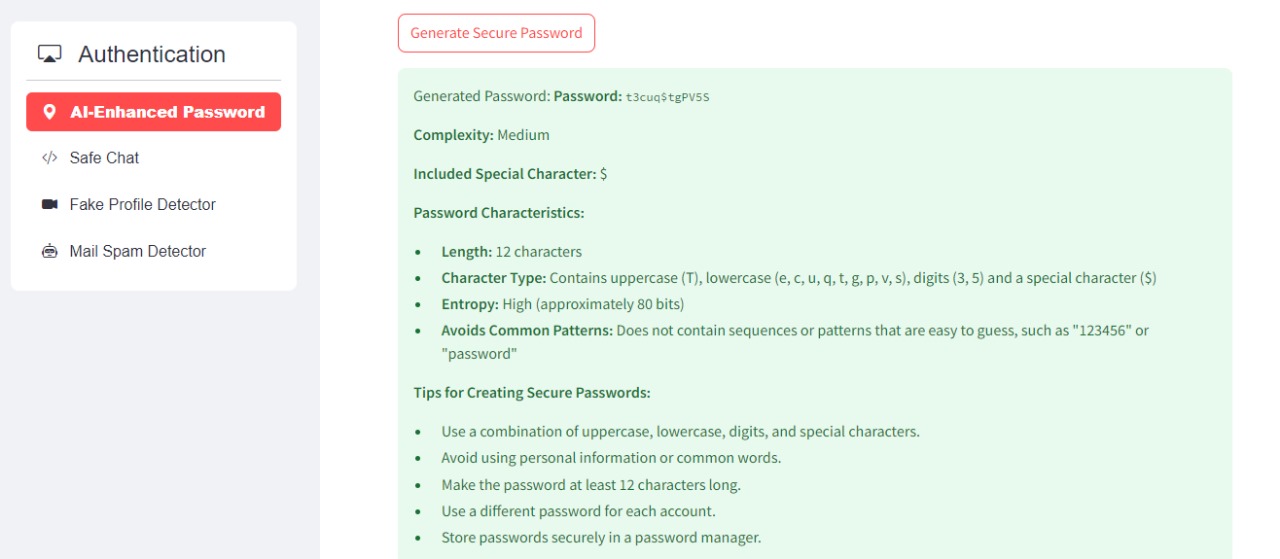 Authentication
AI-Enhanced Password
Safe Chat
Fake Profile Detector
Mail Spam Detector
Generate Secure Password
Generated Password: Password: t3cuq$tgPV5S
Complexity: Medium
Included Special Character: $
Password Characteristics:
Length: 12 characters
Character Type: Contains uppercase (T), lowercase (e, c, u, q, t, g, p, v, s), digits (3, 5) and a special character ($)
Entropy: High (approximately 80 bits)
Avoids Common Patterns: Does not contain sequences or patterns that are easy to guess, such as "123456" or
"password"
Tips for Creating Secure Passwords:
Use a combination of uppercase, lowercase, digits, and special characters.
Avoid using personal information or common words.
Make the password at least 12 characters long.
Use a different password for each account.
Store passwords securely in a password manager.